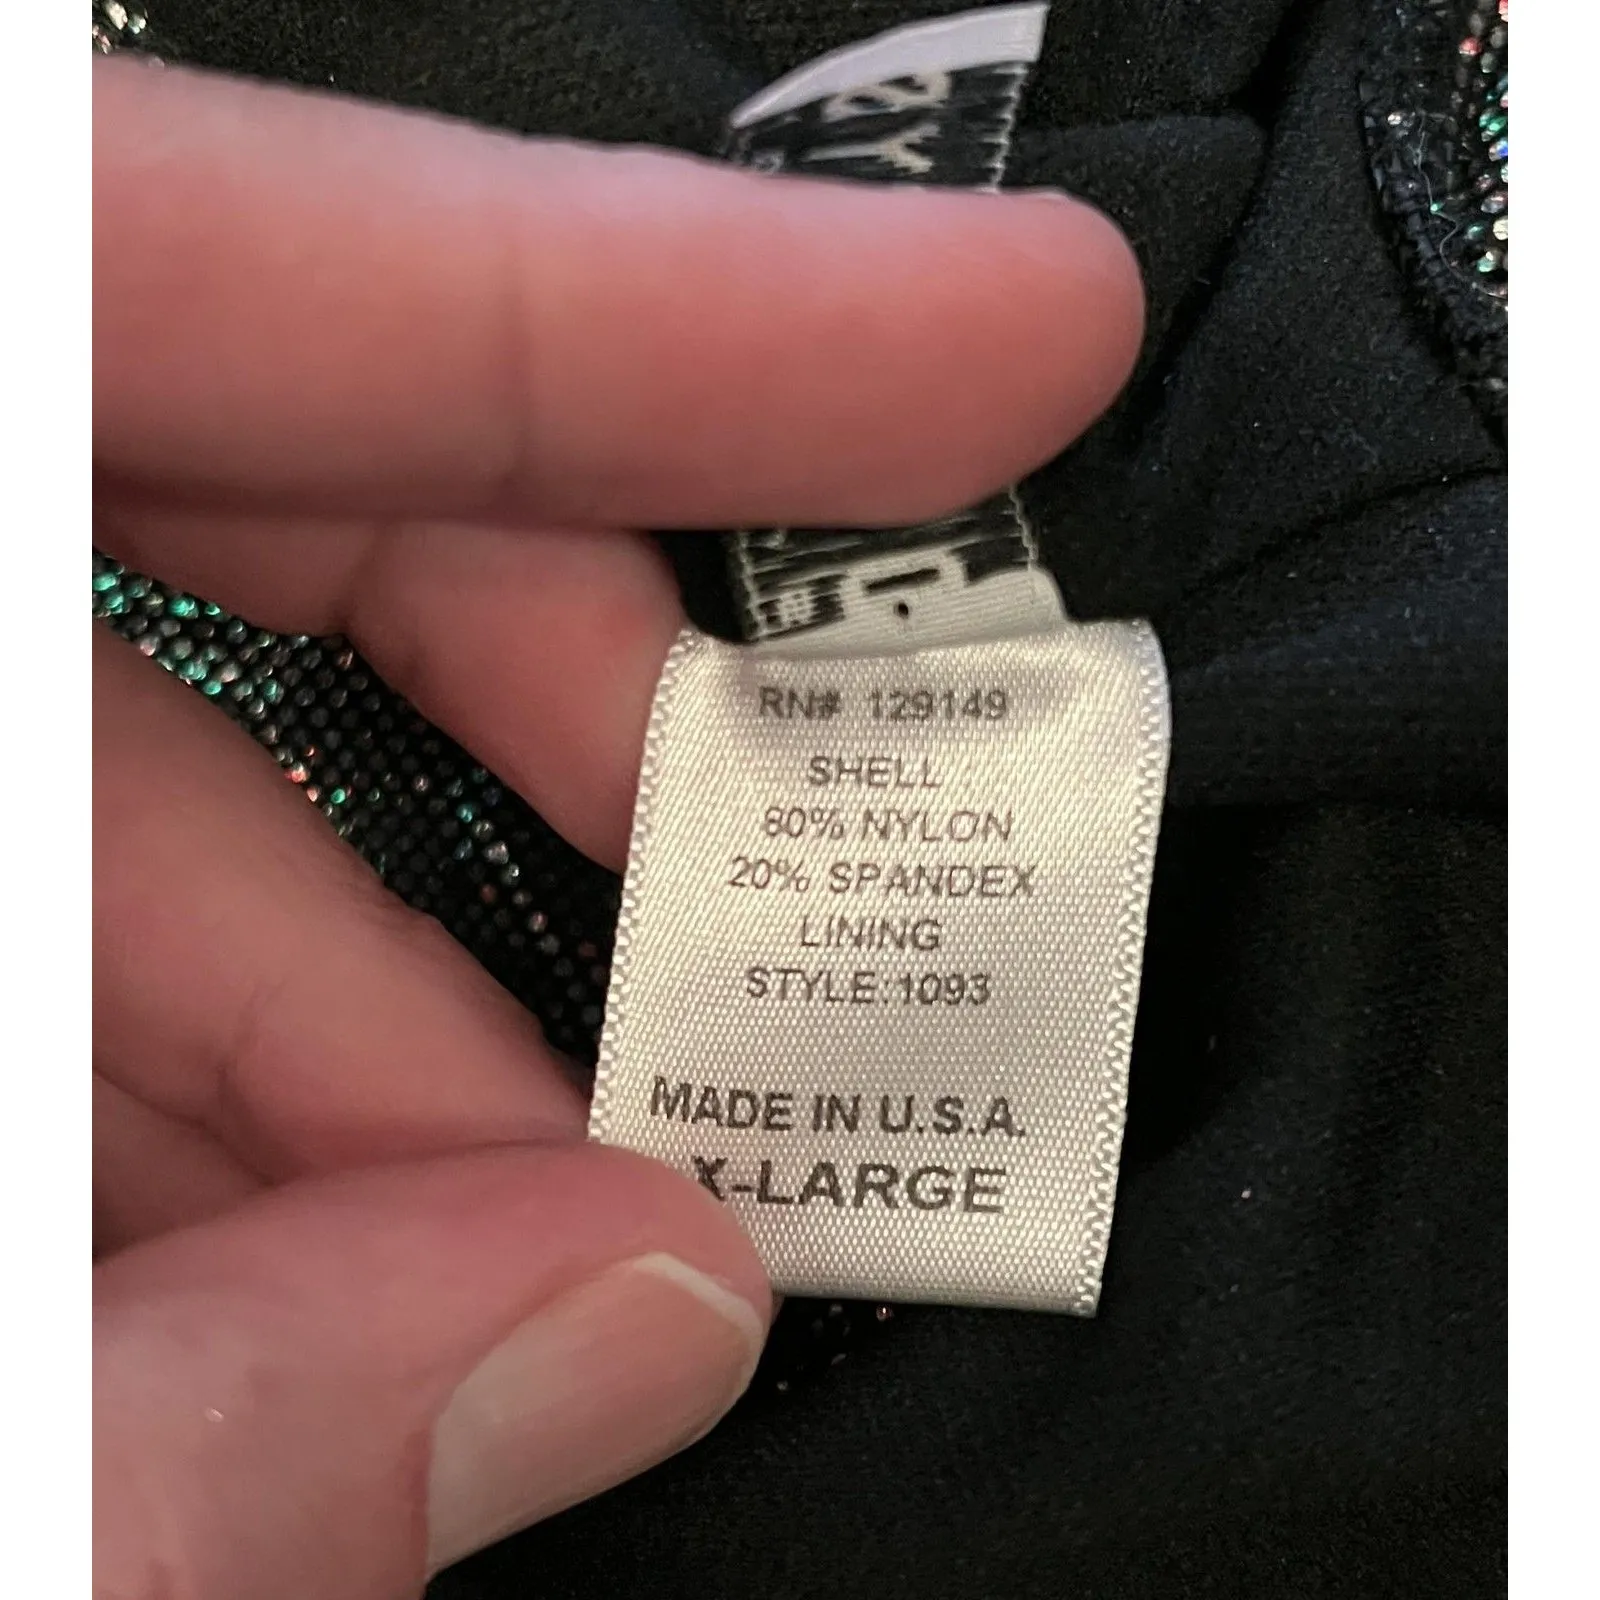 RN# 129149
SHELL
80% NYLON
20% SPANDEX
LINING
STYLE:1093
MADE IN U.S.A.
X-LARGE